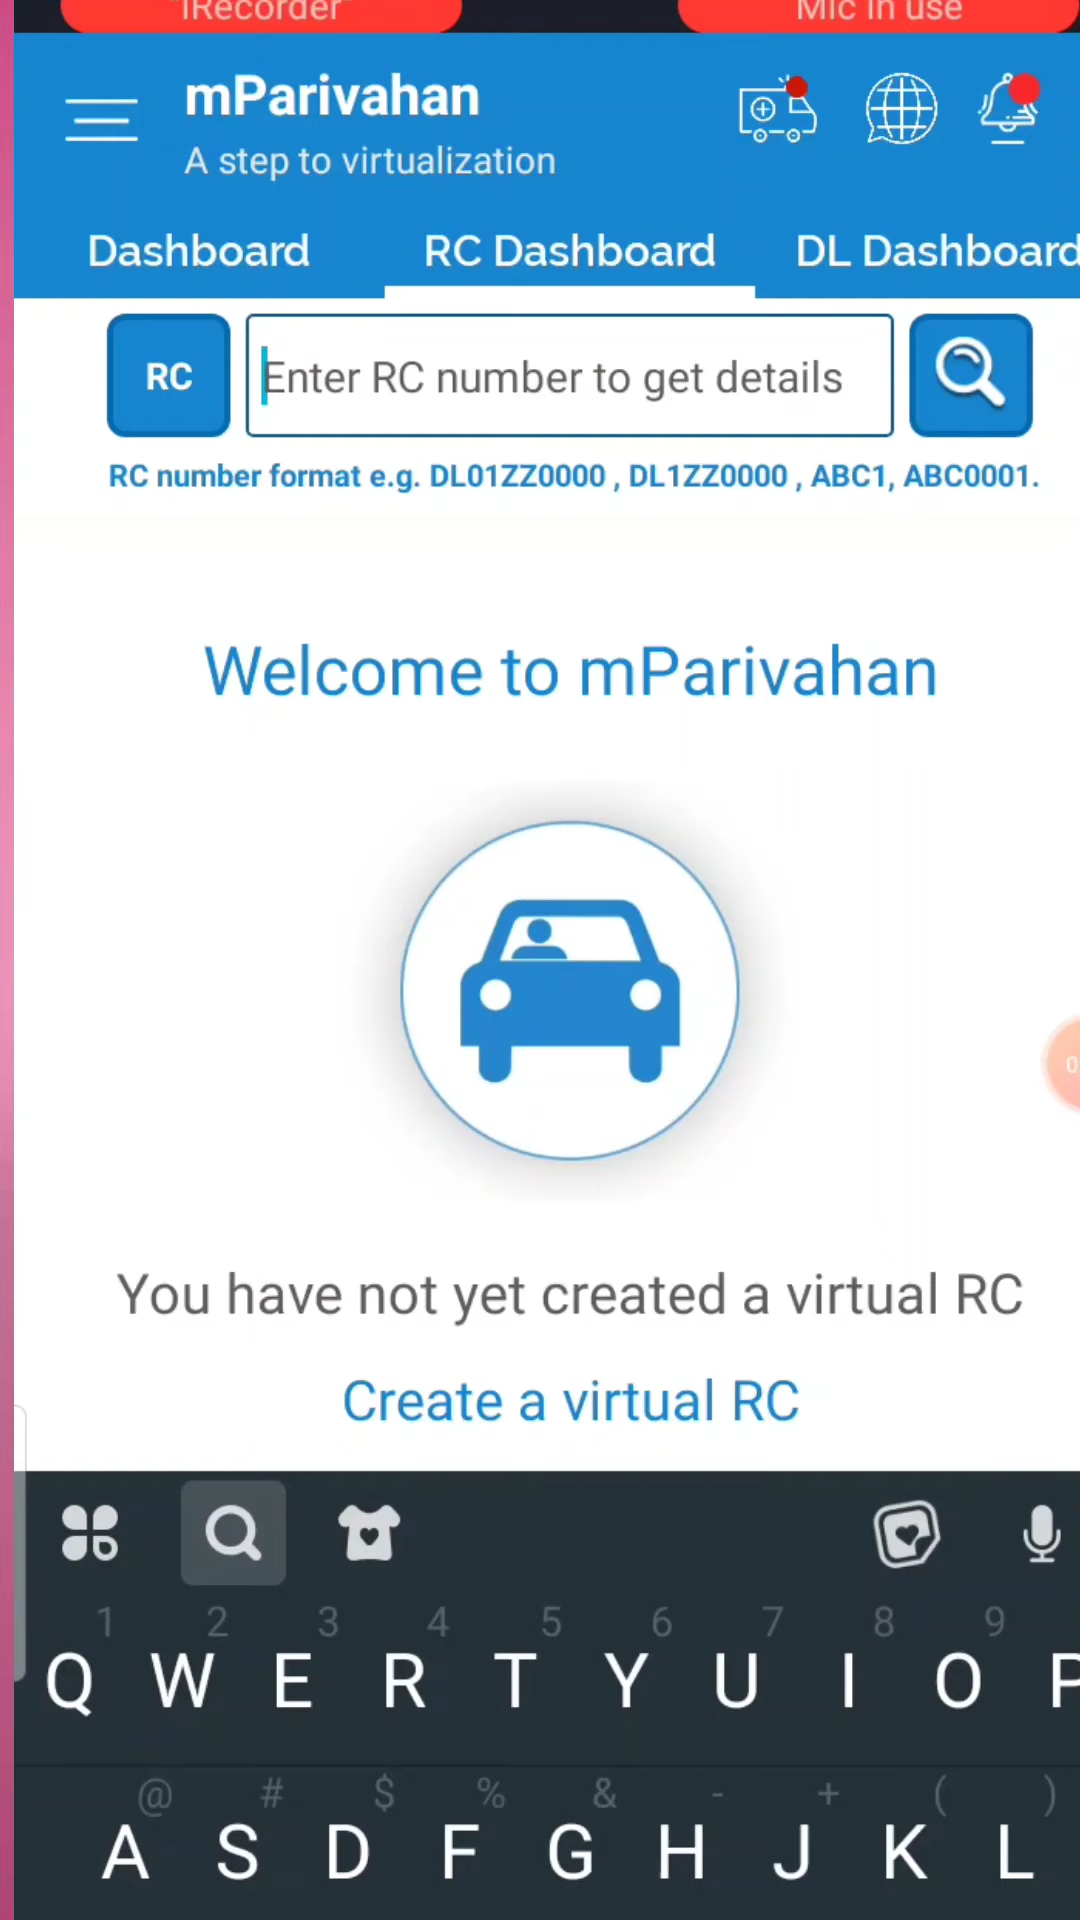 "iRecorder"
Mic in use
mParivahan
A step to virtualization
Dashboard
RC Dashboard
DL Dashboard
RC
Enter RC number to get details
RC number format e.g. DL01ZZ0000 , DL1ZZ0000 , ABC1, ABC0001.
Welcome to mParivahan
0
You have not yet created a virtual RC
Create a virtual RC
1 2 3 4 5 6 7 8 9
Q W E R T Y U I O P
@ # $ % & - + ( )
A S D F G H J K L